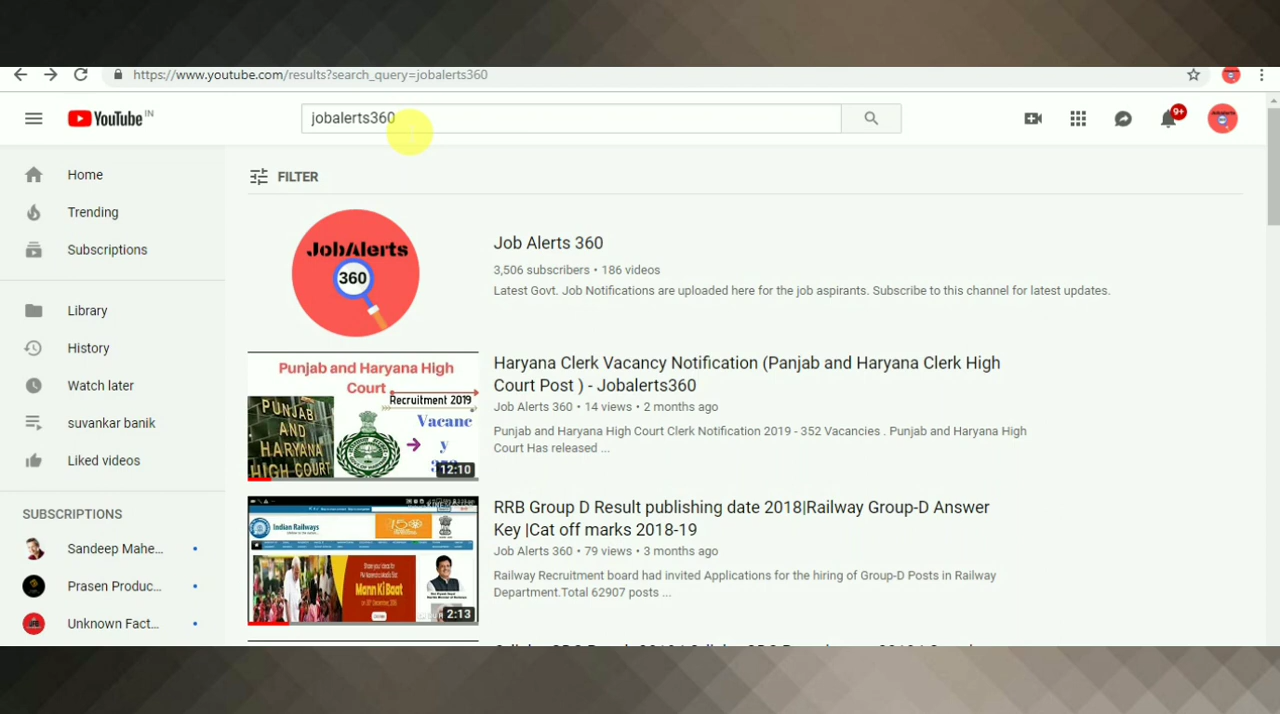 https://www.youtube.com/results?search_query=jobalerts360
YouTube IN
jobalerts360
9+
Home
Trending
Subscriptions
Library
History
Watch later
suvankar banik
Liked videos
SUBSCRIPTIONS
Sandeep Mahe...
Prasen Produc...
Unknown Fact...
FILTER
JobAlerts
360
Job Alerts 360
3,506 subscribers • 186 videos
Latest Govt. Job Notifications are uploaded here for the job aspirants. Subscribe to this channel for latest updates.
Punjab and Haryana High
Court
Recruitment 2019
PUNJAB
AND
HARYANA
HIGH COURT
Vacanc
y
12:10
Haryana Clerk Vacancy Notification (Panjab and Haryana Clerk High
Court Post ) - Jobalerts360
Job Alerts 360 • 14 views • 2 months ago
Punjab and Haryana High Court Clerk Notification 2019 - 352 Vacancies . Punjab and Haryana High
Court Has released ...
Indian Railways
Mann Ki Baat
2:13
RRB Group D Result publishing date 2018|Railway Group-D Answer
Key |Cat off marks 2018-19
Job Alerts 360 • 79 views • 3 months ago
Railway Recruitment board had invited Applications for the hiring of Group-D Posts in Railway
Department.Total 62907 posts ...